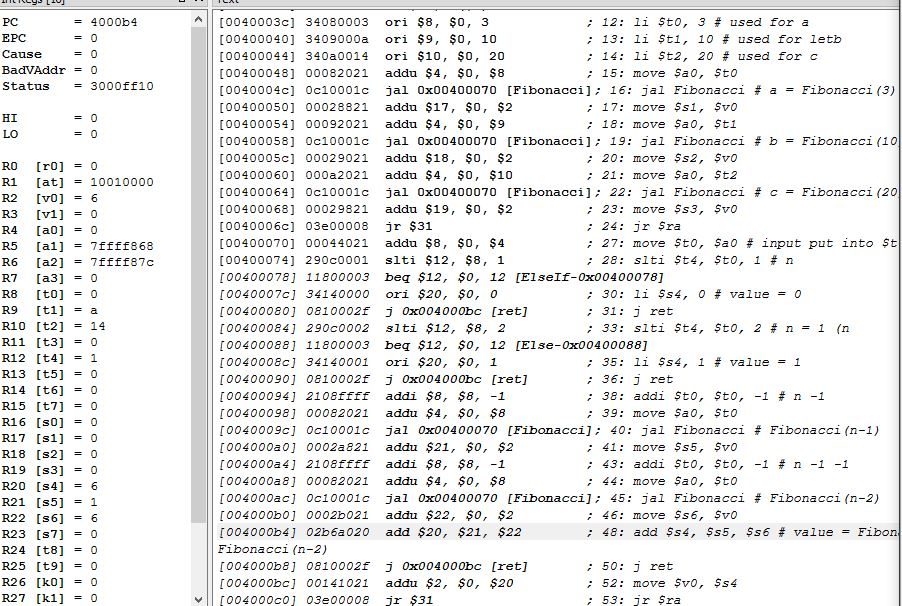 Int Regs [16]
Text
PC = 4000b4
EPC = 0
Cause = 0
BadVAddr = 0
Status = 3000ff10
HI = 0
LO = 0
R0 [r0] = 0
R1 [at] = 10010000
R2 [v0] = 6
R3 [v1] = 0
R4 [a0] = 0
R5 [a1] = 7ffff868
R6 [a2] = 7ffff87c
R7 [a3] = 0
R8 [t0] = 0
R9 [t1] = a
R10 [t2] = 14
R11 [t3] = 0
R12 [t4] = 1
R13 [t5] = 0
R14 [t6] = 0
R15 [t7] = 0
R16 [s0] = 0
R17 [s1] = 0
R18 [s2] = 0
R19 [s3] = 0
R20 [s4] = 6
R21 [s5] = 1
R22 [s6] = 6
R23 [s7] = 0
R24 [t8] = 0
R25 [t9] = 0
R26 [k0] = 0
R27 [k1] = 0
[0040003c] 34080003 ori $8, $0, 3 ; 12: li $t0, 3 # used for a
[00400040] 3409000a ori $9, $0, 10 ; 13: li $t1, 10 # used for letb
[00400044] 340a0014 ori $10, $0, 20 ; 14: li $t2, 20 # used for c
[00400048] 00082021 addu $4, $0, $8 ; 15: move $a0, $t0
[0040004c] 0c10001c jal 0x00400070 [Fibonacci]; 16: jal Fibonacci # a = Fibonacci(3)
[00400050] 00028821 addu $17, $0, $2 ; 17: move $s1, $v0
[00400054] 00092021 addu $4, $0, $9 ; 18: move $a0, $t1
[00400058] 0c10001c jal 0x00400070 [Fibonacci]; 19: jal Fibonacci # b = Fibonacci(10
[0040005c] 00029021 addu $18, $0, $2 ; 20: move $s2, $v0
[00400060] 000a2021 addu $4, $0, $10 ; 21: move $a0, $t2
[00400064] 0c10001c jal 0x00400070 [Fibonacci]; 22: jal Fibonacci # c = Fibonacci(20
[00400068] 00029821 addu $19, $0, $2 ; 23: move $s3, $v0
[0040006c] 03e00008 jr $31 ; 24: jr $ra
[00400070] 00044021 addu $8, $0, $4 ; 27: move $t0, $a0 # input put into $t
[00400074] 290c0001 slti $12, $8, 1 ; 28: slti $t4, $t0, 1 # n
[00400078] 11800003 beq $12, $0, 12 [ElseIf-0x00400078]
[0040007c] 34140000 ori $20, $0, 0 ; 30: li $s4, 0 # value = 0
[00400080] 0810002f j 0x004000bc [ret] ; 31: j ret
[00400084] 290c0002 slti $12, $8, 2 ; 33: slti $t4, $t0, 2 # n = 1 (n
[00400088] 11800003 beq $12, $0, 12 [Else-0x00400088]
[0040008c] 34140001 ori $20, $0, 1 ; 35: li $s4, 1 # value = 1
[00400090] 0810002f j 0x004000bc [ret] ; 36: j ret
[00400094] 2108ffff addi $8, $8, -1 ; 38: addi $t0, $t0, -1 # n -1
[00400098] 00082021 addu $4, $0, $8 ; 39: move $a0, $t0
[0040009c] 0c10001c jal 0x00400070 [Fibonacci]; 40: jal Fibonacci # Fibonacci(n-1)
[004000a0] 0002a821 addu $21, $0, $2 ; 41: move $s5, $v0
[004000a4] 2108ffff addi $8, $8, -1 ; 43: addi $t0, $t0, -1 # n -1 -1
[004000a8] 00082021 addu $4, $0, $8 ; 44: move $a0, $t0
[004000ac] 0c10001c jal 0x00400070 [Fibonacci]; 45: jal Fibonacci # Fibonacci(n-2)
[004000b0] 0002b021 addu $22, $0, $2 ; 46: move $s6, $v0
[004000b4] 02b6a020 add $20, $21, $22 ; 48: add $s4, $s5, $s6 # value = Fibon
Fibonacci(n-2)
[004000b8] 0810002f j 0x004000bc [ret] ; 50: j ret
[004000bc] 00141021 addu $2, $0, $20 ; 52: move $v0, $s4
[004000c0] 03e00008 jr $31 ; 53: jr $ra